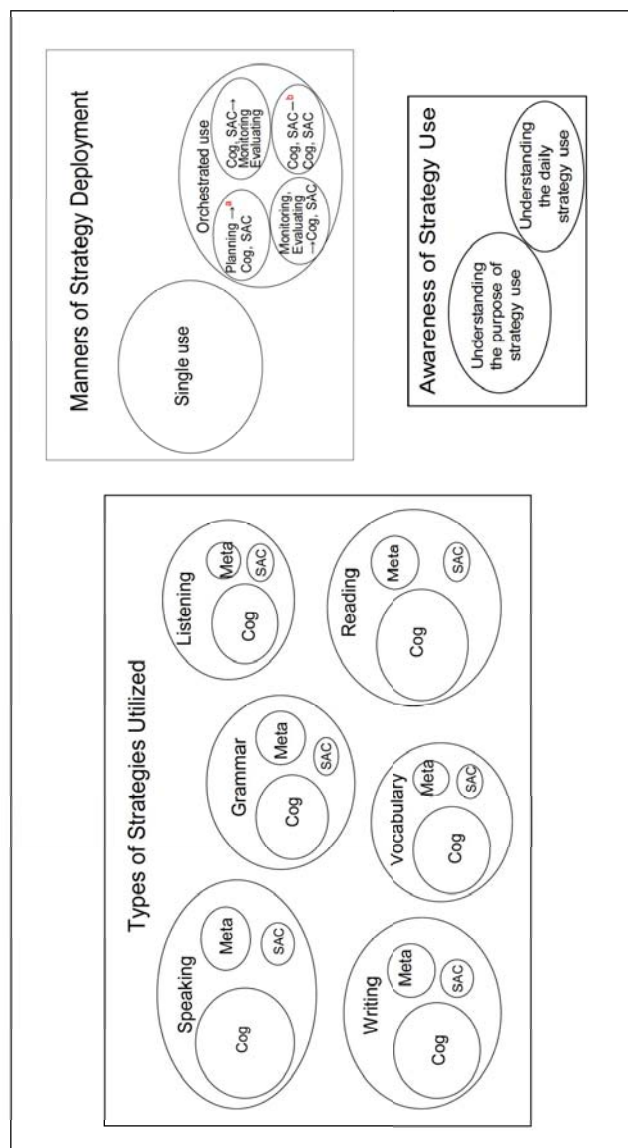 Types of Strategies Utilized
Speaking
Cog
Meta
SAC
Grammar
Cog
Meta
SAC
Listening
Cog
Meta
SAC
Writing
Cog
Meta
SAC
Vocabulary
Cog
Meta
SAC
Reading
Cog
Meta
SAC
Manners of Strategy Deployment
Single use
Orchestrated use
Planning →a
Cog, SAC
Cog, SAC→
Monitoring
Evaluating
Monitoring,
Evaluating
→Cog, SAC
Cog, SAC→b
Cog, SAC
Awareness of Strategy Use
Understanding
the purpose of
strategy use
Understanding
the daily
strategy use